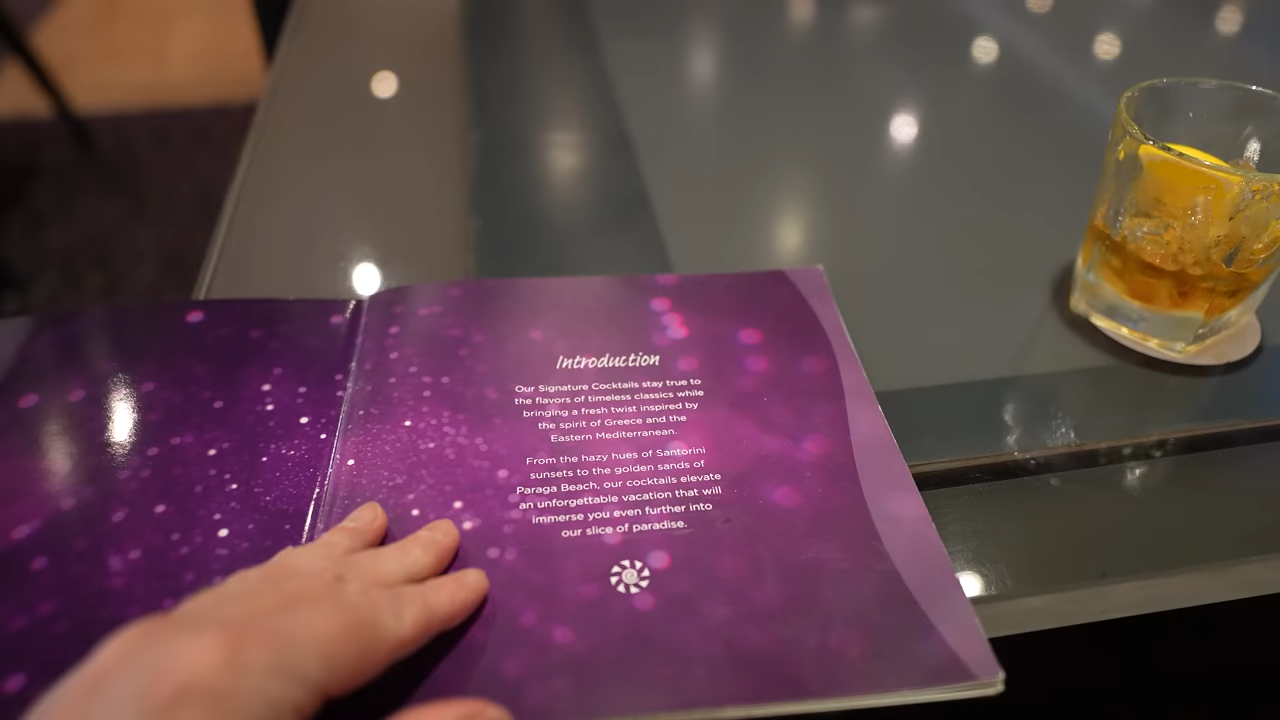 Introduction
Our Signature Cocktails stay true to
the flavors of timeless classics while
bringing a fresh twist inspired by
the spirit of Greece and the
Eastern Mediterranean.
From the hazy hues of Santorini
sunsets to the golden sands of
Paraga Beach, our cocktails elevate
an unforgettable vacation that will
immerse you even further into
our slice of paradise.